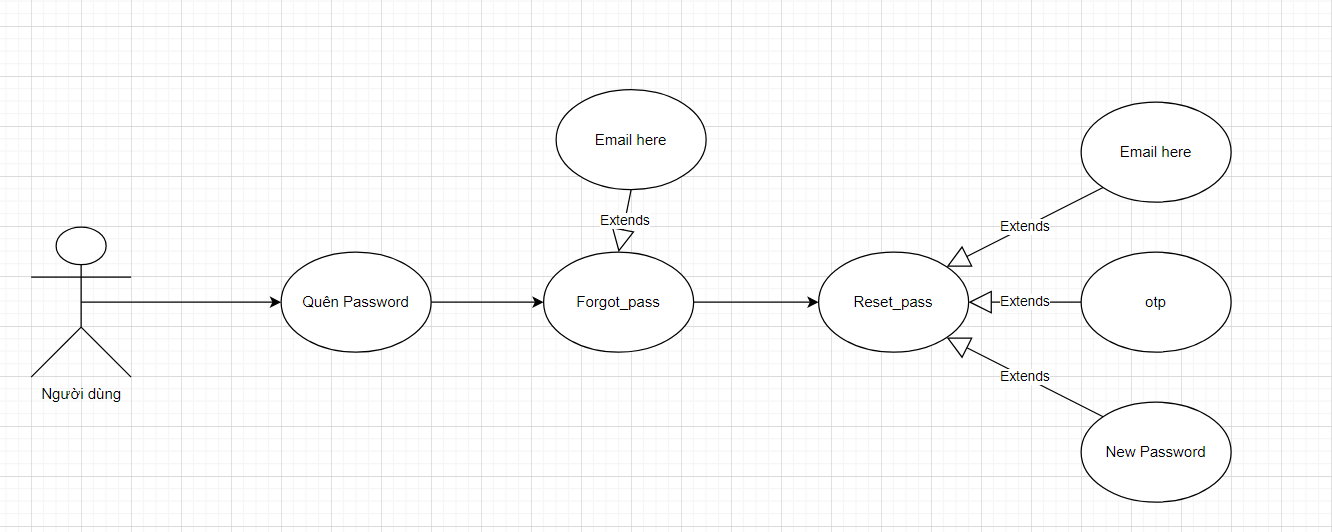 Email here
Email here
Extends
Extends
Quên Password
Forgot_pass
Reset_pass
Extends
otp
Extends
Người dùng
New Password